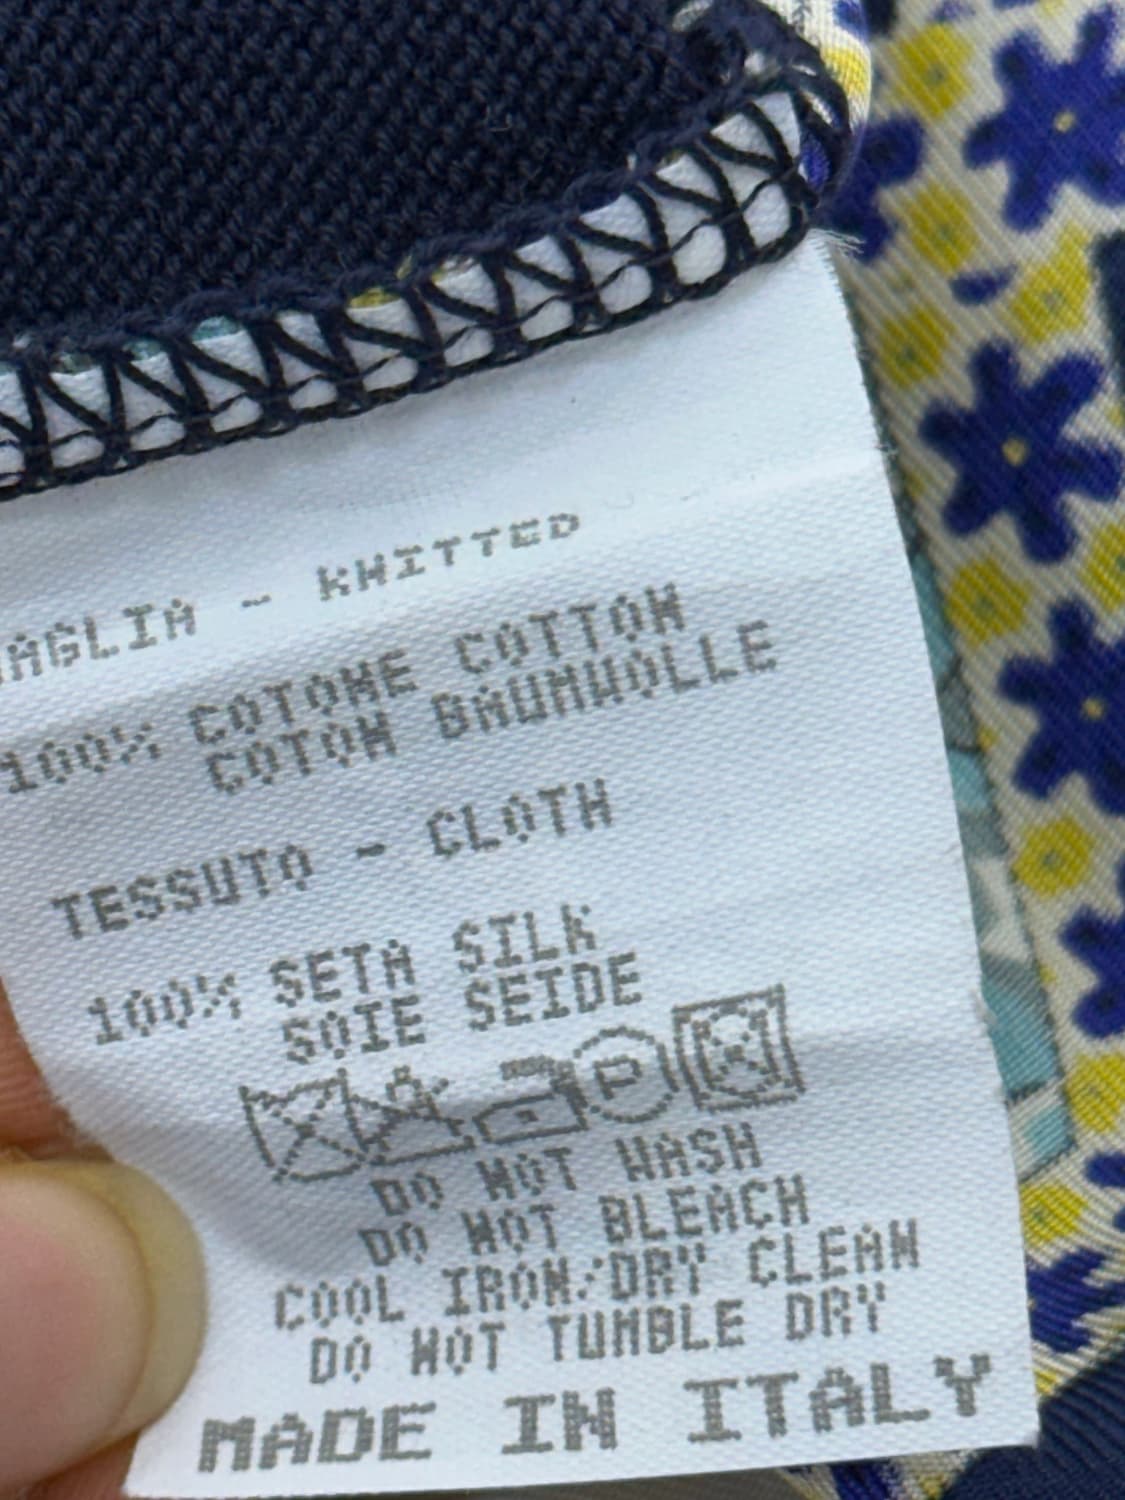 MAGLIA - KNITTED
100% COTONE COTTON
COTON BAUMWOLLE
TESSUTO - CLOTH
100% SETA SILK
SOIE SEIDE
P
DO NOT WASH
DO NOT BLEACH
COOL IRON/DRY CLEAN
DO NOT TUMBLE DRY
MADE IN ITALY